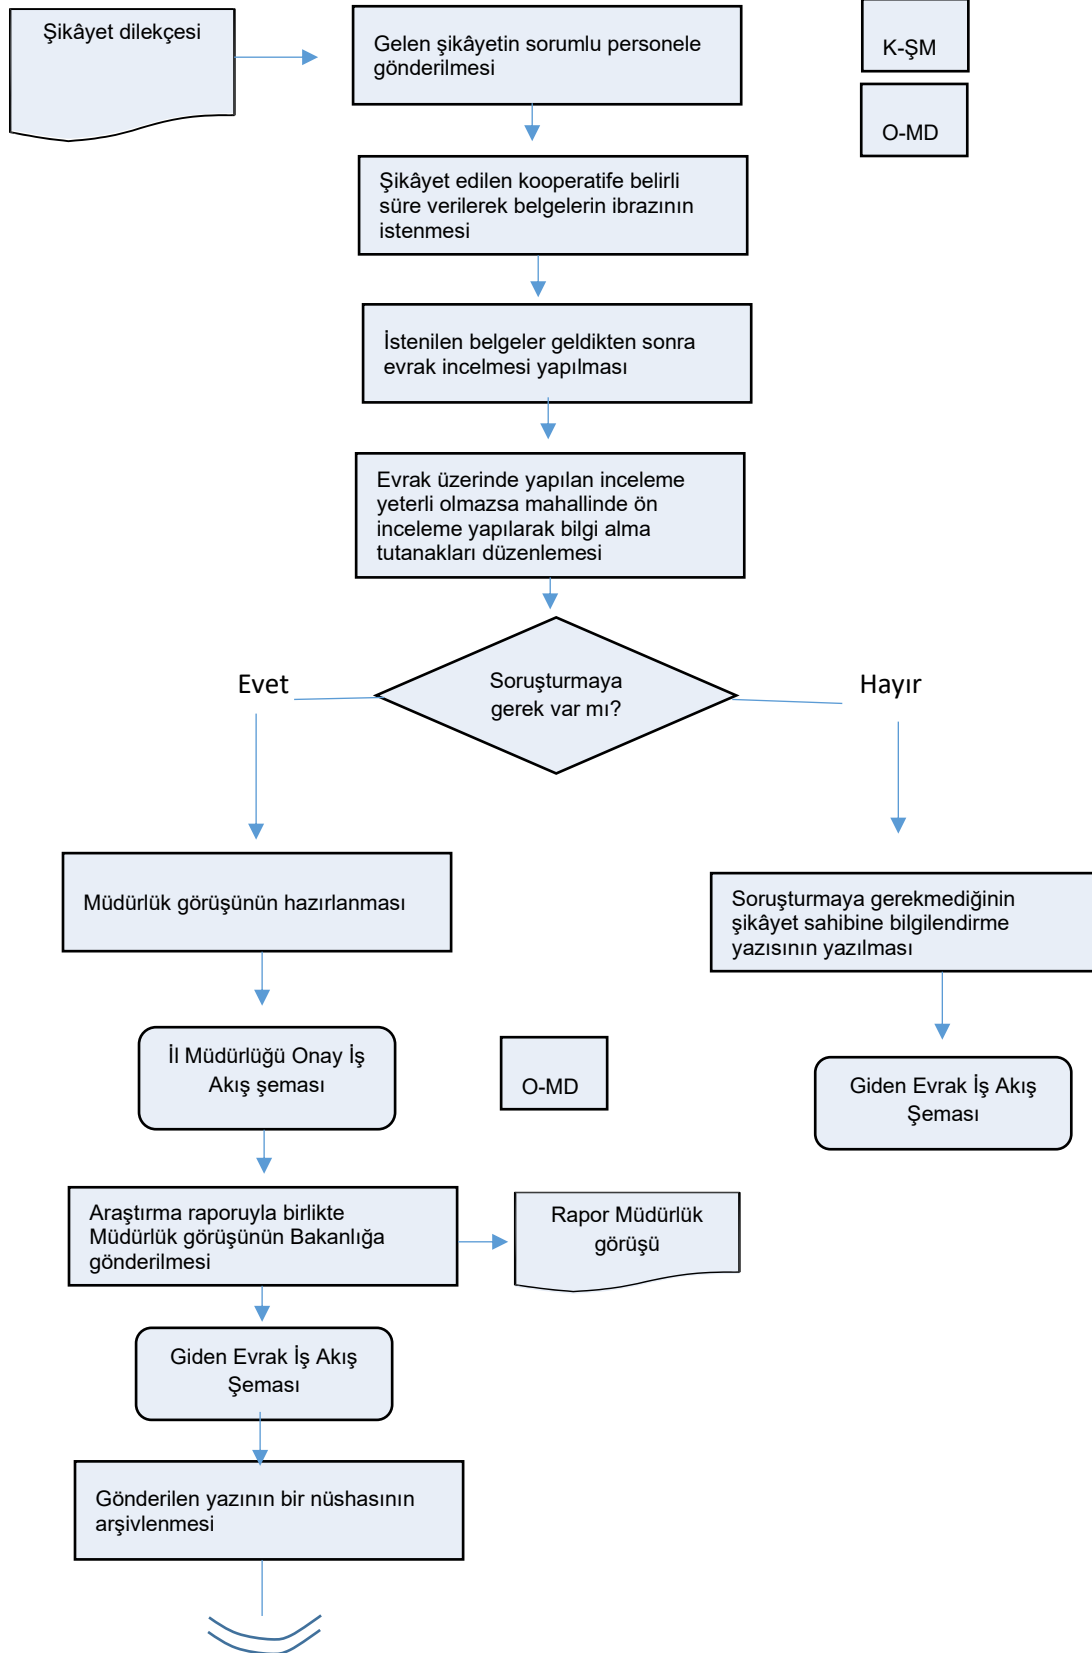 Şikâyet dilekçesi
Gelen şikâyetin sorumlu personele
gönderilmesi
K-ŞM
O-MD
Şikâyet edilen kooperatife belirli
süre verilerek belgelerin ibrazının
istenmesi
İstenilen belgeler geldikten sonra
evrak incelmesi yapılması
Evrak üzerinde yapılan inceleme
yeterli olmazsa mahallinde ön
inceleme yapılarak bilgi alma
tutanakları düzenlemesi
Soruşturmaya
gerek var mı?
Evet
Hayır
Müdürlük görüşünün hazırlanması
Soruşturmaya gerekmediğinin
şikâyet sahibine bilgilendirme
yazısının yazılması
İl Müdürlüğü Onay İş
Akış şeması
O-MD
Giden Evrak İş Akış
Şeması
Araştırma raporuyla birlikte
Müdürlük görüşünün Bakanlığa
gönderilmesi
Rapor Müdürlük
görüşü
Giden Evrak İş Akış
Şeması
Gönderilen yazının bir nüshasının
arşivlenmesi